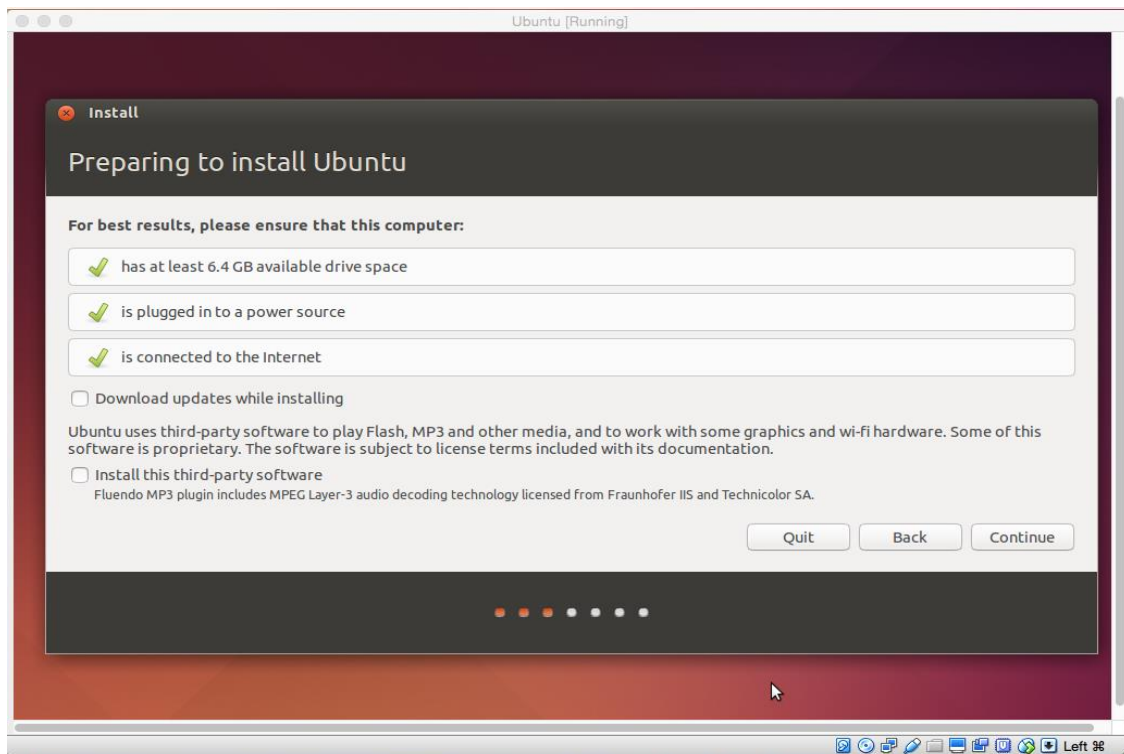 Ubuntu [Running]
Install
Preparing to install Ubuntu
For best results, please ensure that this computer:
has at least 6.4 GB available drive space
is plugged in to a power source
is connected to the Internet
Download updates while installing
Ubuntu uses third-party software to play Flash, MP3 and other media, and to work with some graphics and wi-fi hardware. Some of this
software is proprietary. The software is subject to license terms included with its documentation.
Install this third-party software
Fluendo MP3 plugin includes MPEG Layer-3 audio decoding technology licensed from Fraunhofer IIS and Technicolor SA.
Quit Back Continue
Left ⌘